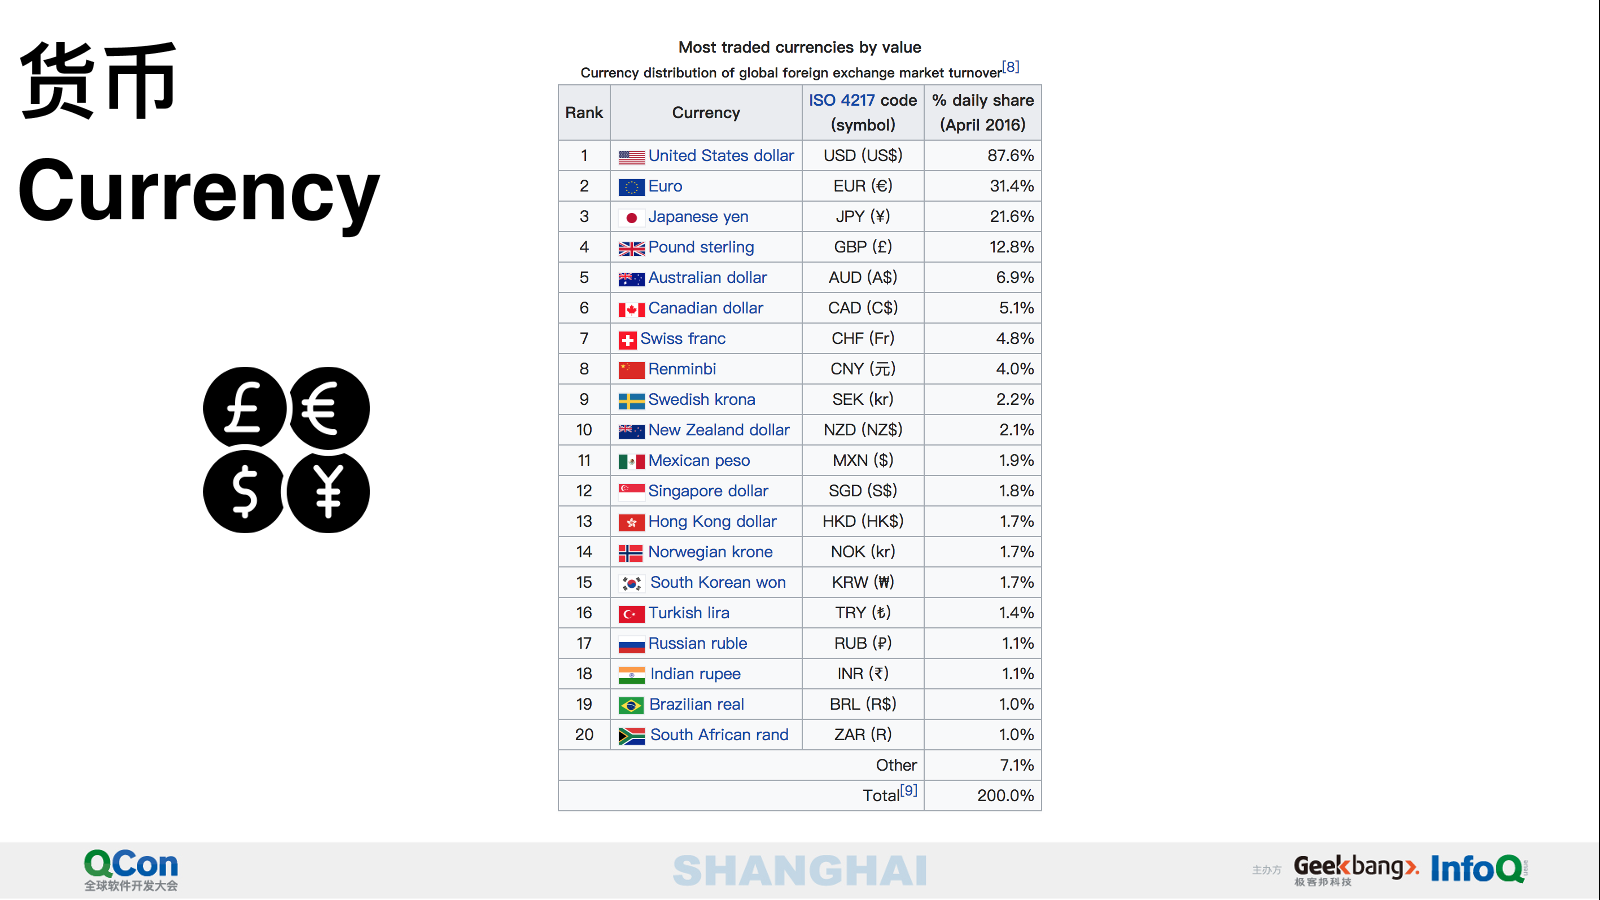 货币
Currency
£ €
$ ¥
Most traded currencies by value
Currency distribution of global foreign exchange market turnover[8]
Rank Currency ISO 4217 code (symbol) % daily share (April 2016)
1 United States dollar USD (US$) 87.6%
2 Euro EUR (€) 31.4%
3 Japanese yen JPY (¥) 21.6%
4 Pound sterling GBP (£) 12.8%
5 Australian dollar AUD (A$) 6.9%
6 Canadian dollar CAD (C$) 5.1%
7 Swiss franc CHF (Fr) 4.8%
8 Renminbi CNY (元) 4.0%
9 Swedish krona SEK (kr) 2.2%
10 New Zealand dollar NZD (NZ$) 2.1%
11 Mexican peso MXN ($) 1.9%
12 Singapore dollar SGD (S$) 1.8%
13 Hong Kong dollar HKD (HK$) 1.7%
14 Norwegian krone NOK (kr) 1.7%
15 South Korean won KRW (₩) 1.7%
16 Turkish lira TRY (₺) 1.4%
17 Russian ruble RUB (₽) 1.1%
18 Indian rupee INR (₹) 1.1%
19 Brazilian real BRL (R$) 1.0%
20 South African rand ZAR (R) 1.0%
Other 7.1%
Total[9] 200.0%
QCon
全球软件开发大会
SHANGHAI
主办方
Geekbang>.
极客邦科技
InfoQ